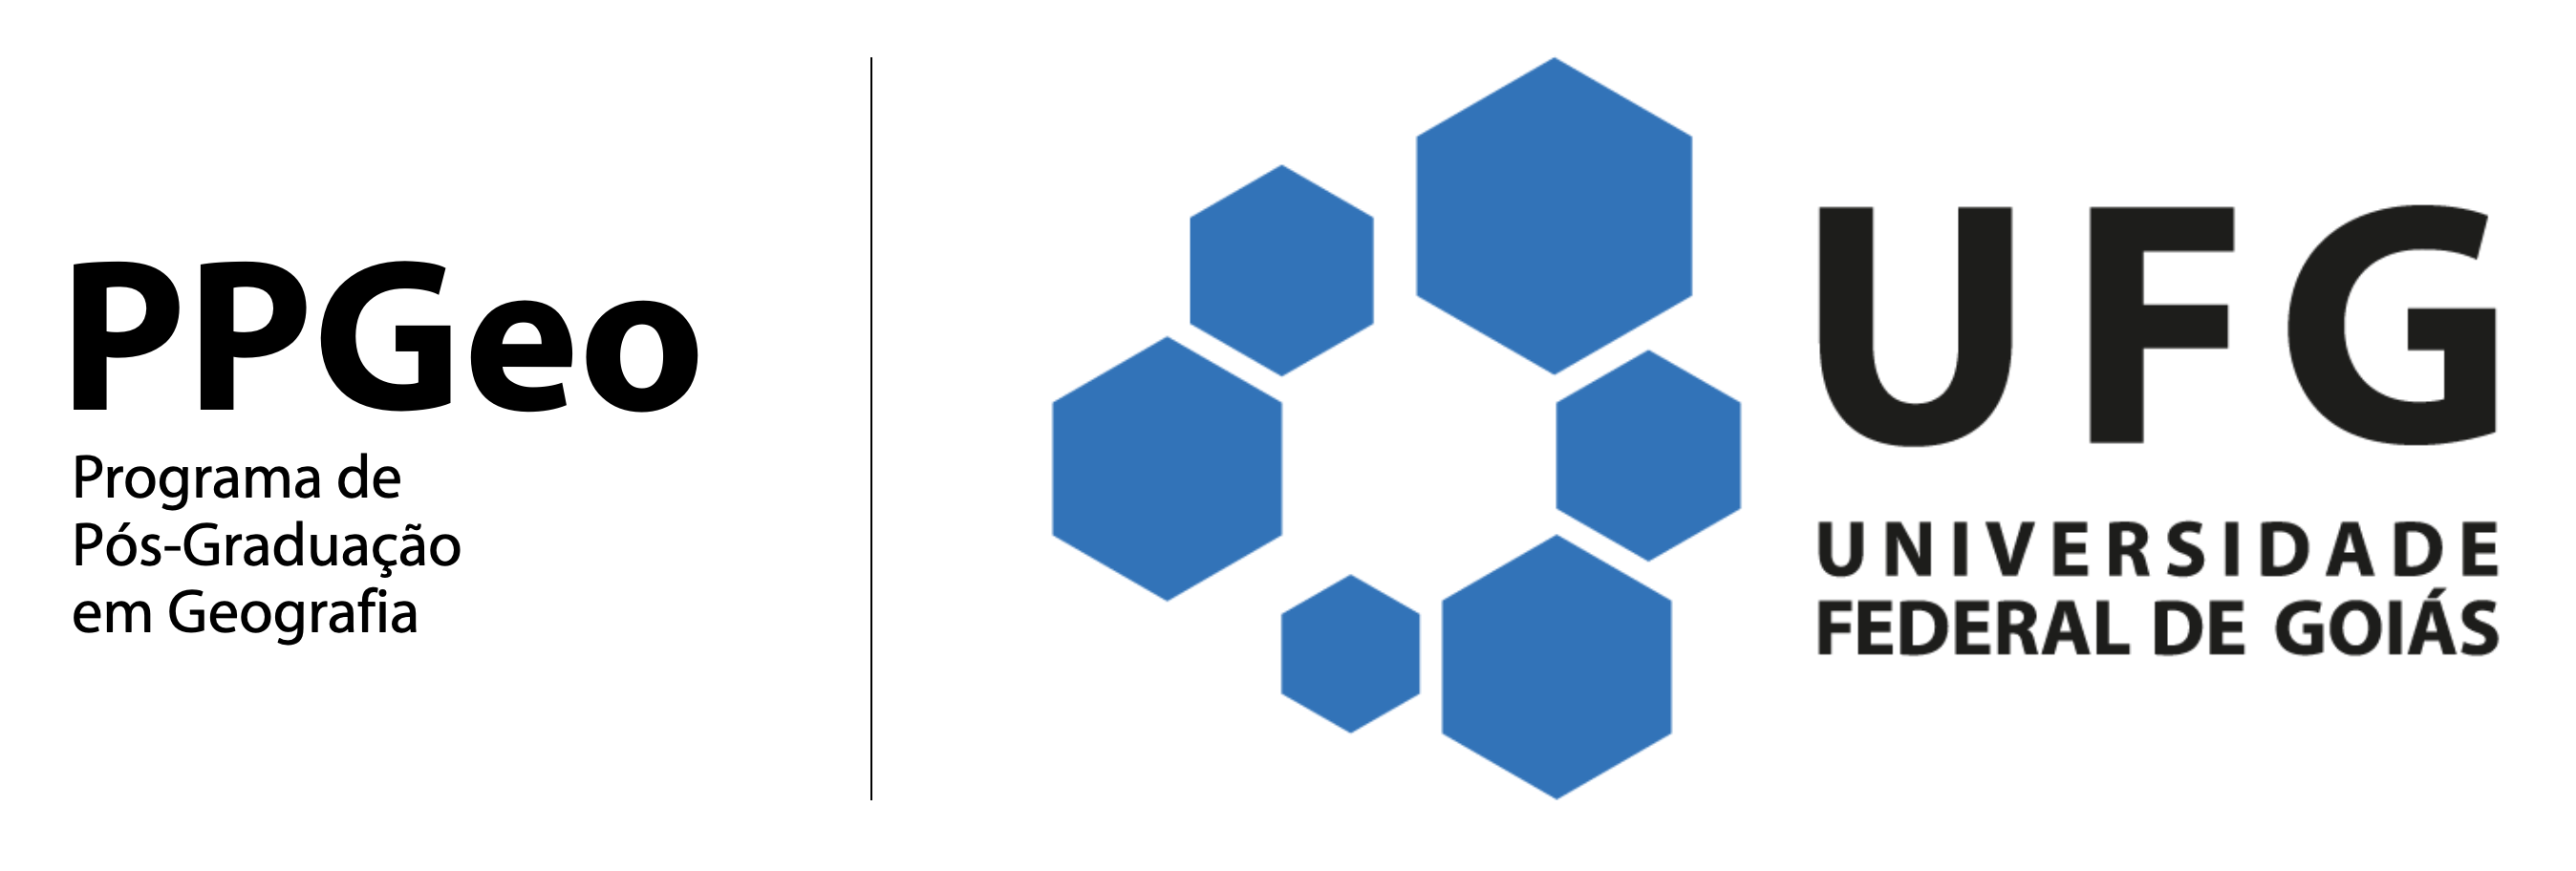 PPGeo
Programa de
Pós-Graduação
em Geografia
UFG
UNIVERSIDADE
FEDERAL DE GOIÁS